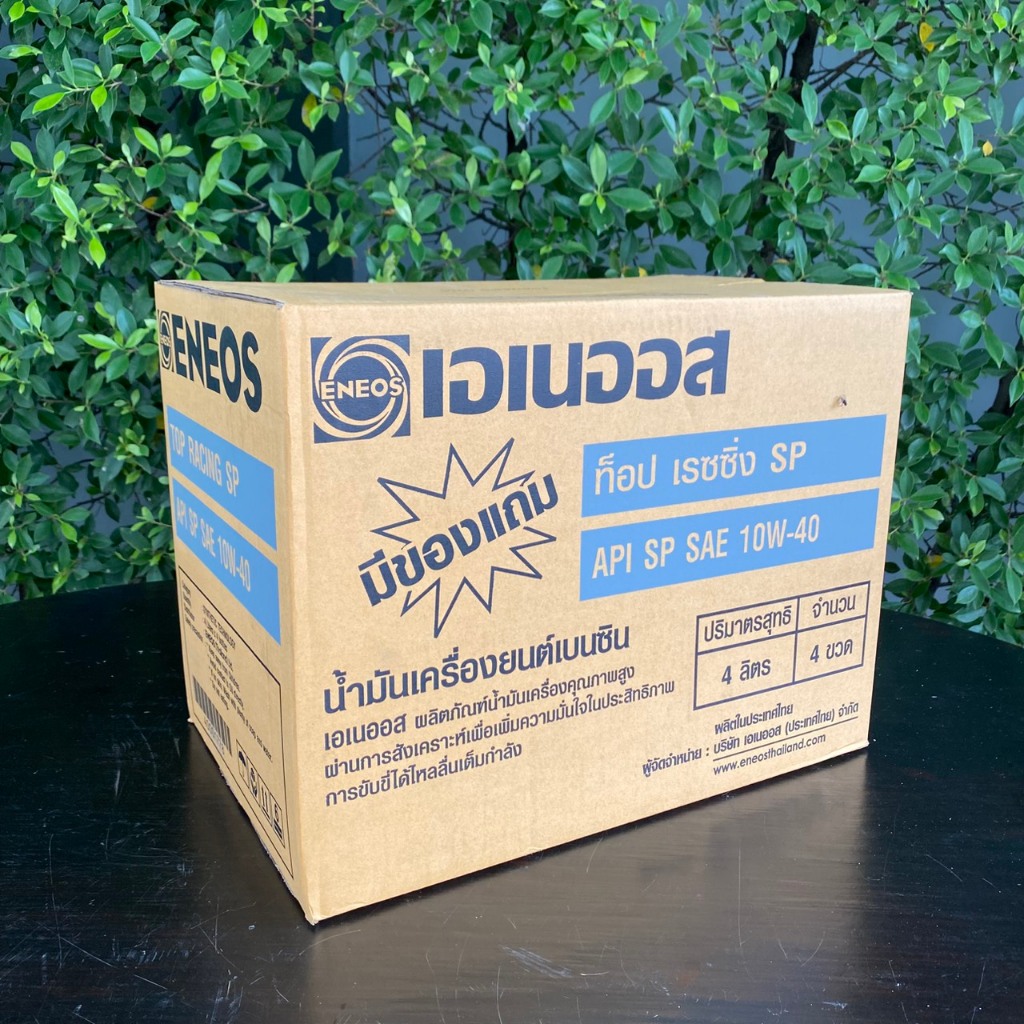 ENEOS
TOP RACING SP
API SP SAE 10W-40
ENEOS
เอเนออส
มีของแถม
ท็อป เรซซิ่ง SP
API SP SAE 10W-40
ปริมาตรสุทธิ จำนวน
4 ลิตร 4 ขวด
น้ำมันเครื่องยนต์เบนซิน
เอเนออส ผลิตภัณฑ์น้ำมันเครื่องคุณภาพสูง
ผ่านการสังเคราะห์เพื่อเพิ่มความมั่นใจในประสิทธิภาพ
การขับขี่ได้ไหลลื่นเต็มกำลัง
ผลิตในประเทศไทย
ผู้จัดจำหน่าย : บริษัท เอเนออส (ประเทศไทย) จำกัด
www.eneosthailand.com